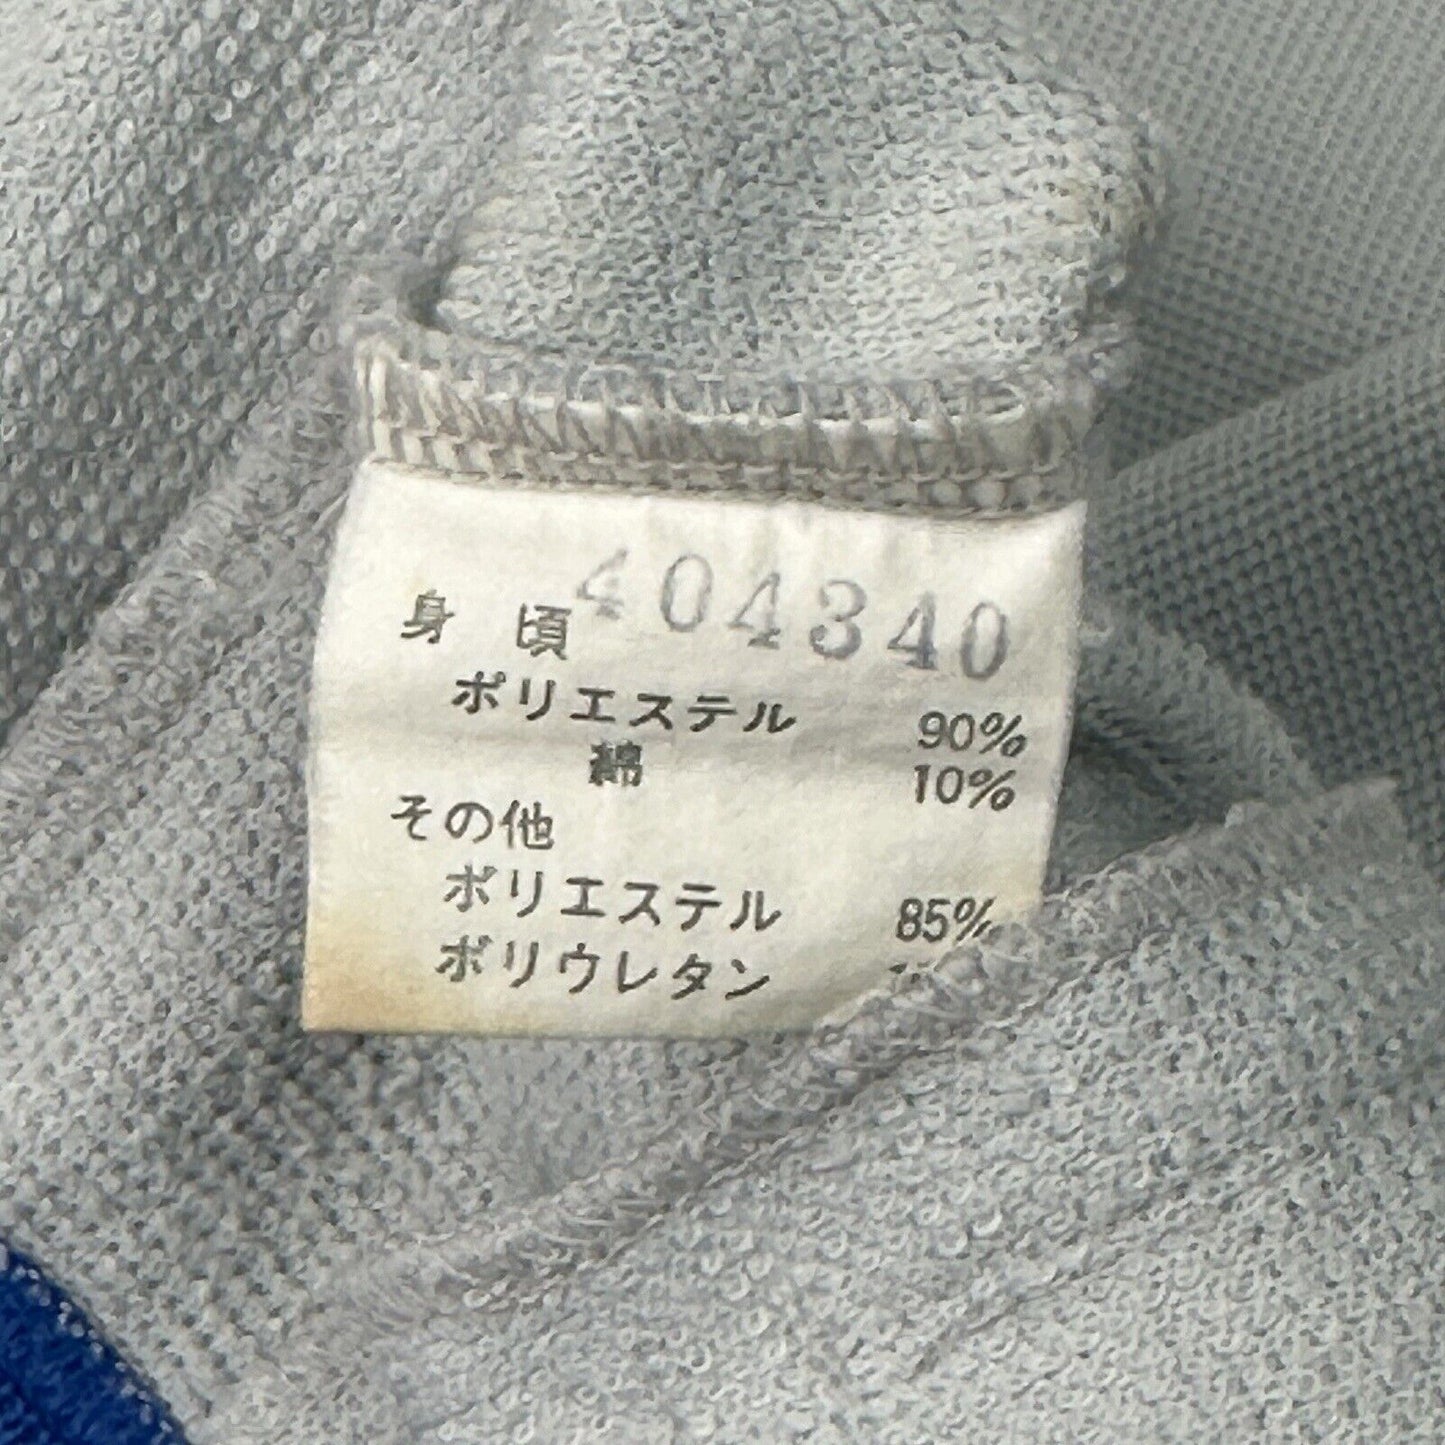 404340
身 頃
ポリエステル 90%
綿 10%
その他
ポリエステル 85%
ポリウレタン